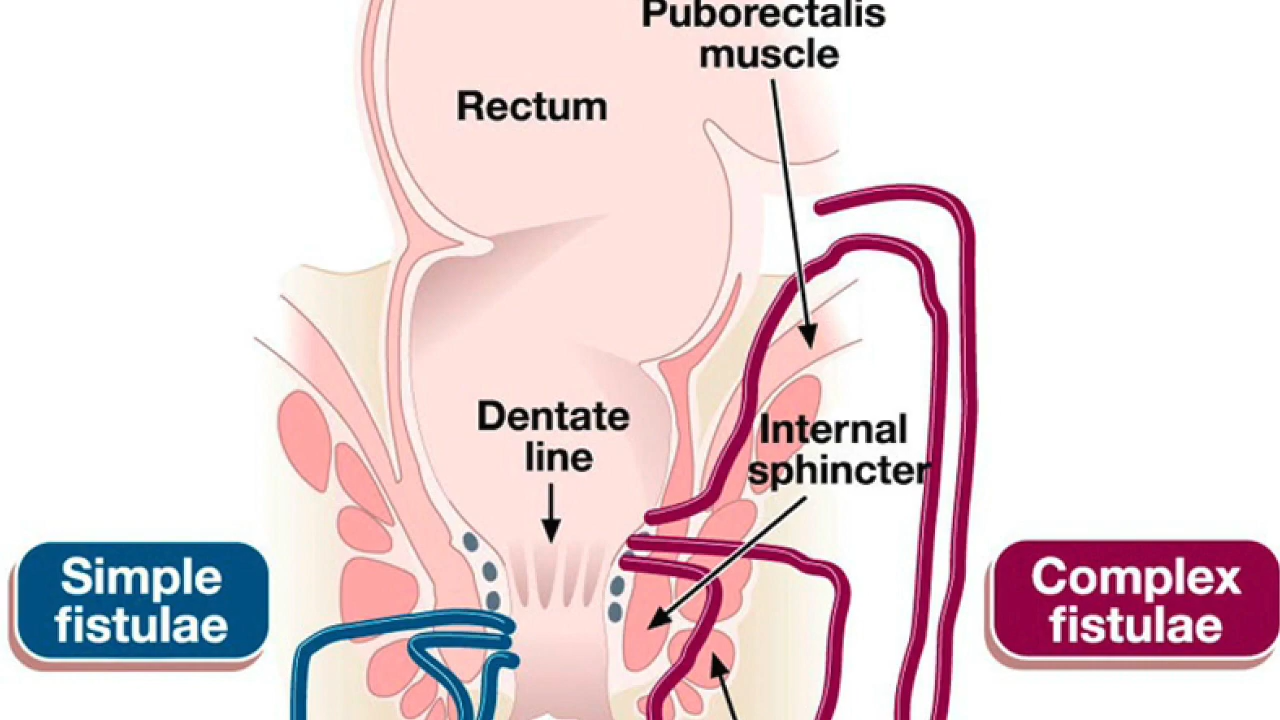 Puborectalis
muscle
Rectum
Dentate
line
Internal
sphincter
Simple
fistulae
Complex
fistulae